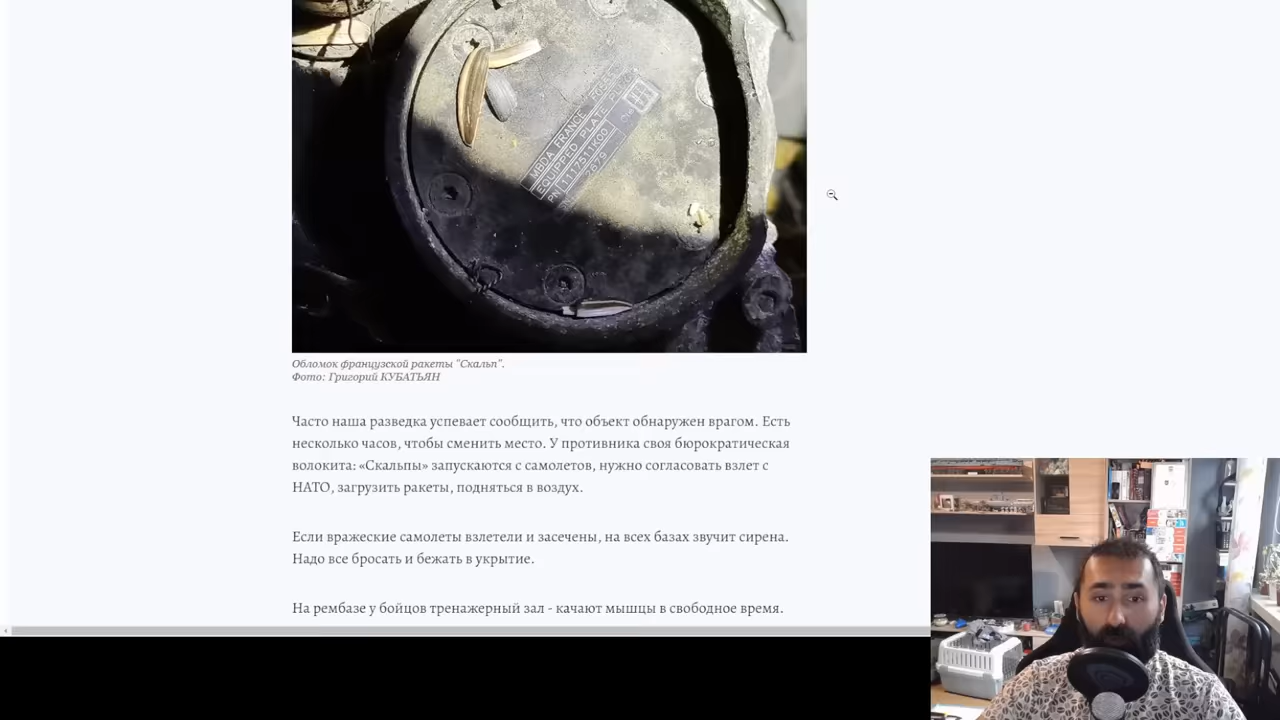 MBDA FRANCE
EQUIPPED PLATE
PN 1117511K00
2679
Обломок французской ракеты "Скальп".
Фото: Григорий КУБАТЬЯН
Часто наша разведка успевает сообщить, что объект обнаружен врагом. Есть
несколько часов, чтобы сменить место. У противника своя бюрократическая
волокита: «Скальпы» запускаются с самолетов, нужно согласовать взлет с
НАТО, загрузить ракеты, подняться в воздух.
Если вражеские самолеты взлетели и засечены, на всех базах звучит сирена.
Надо все бросать и бежать в укрытие.
На рембазе у бойцов тренажерный зал - качают мышцы в свободное время.